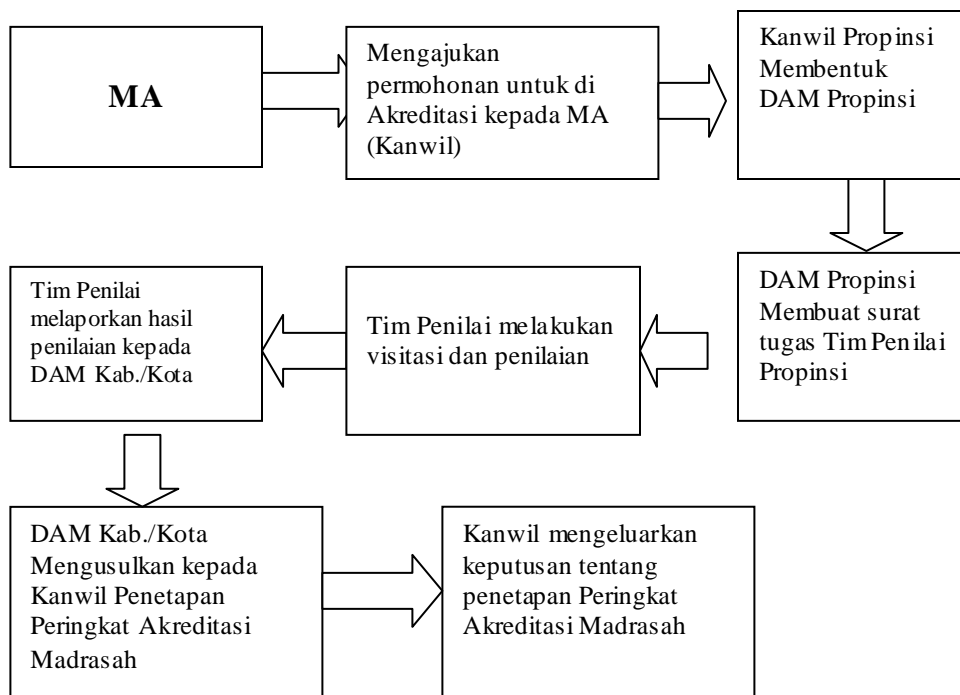 MA
Mengajukan
permohonan untuk di
Akreditasi kepada MA
(Kanwil)
Kanwil Propinsi
Membentuk
DAM Propinsi
DAM Propinsi
Membuat surat
tugas Tim Penilai
Propinsi
Tim Penilai melakukan
visitasi dan penilaian
Tim Penilai
melaporkan hasil
penilaian kepada
DAM Kab./Kota
DAM Kab./Kota
Mengusulkan kepada
Kanwil Penetapan
Peringkat Akreditasi
Madrasah
Kanwil mengeluarkan
keputusan tentang
penetapan Peringkat
Akreditasi Madrasah